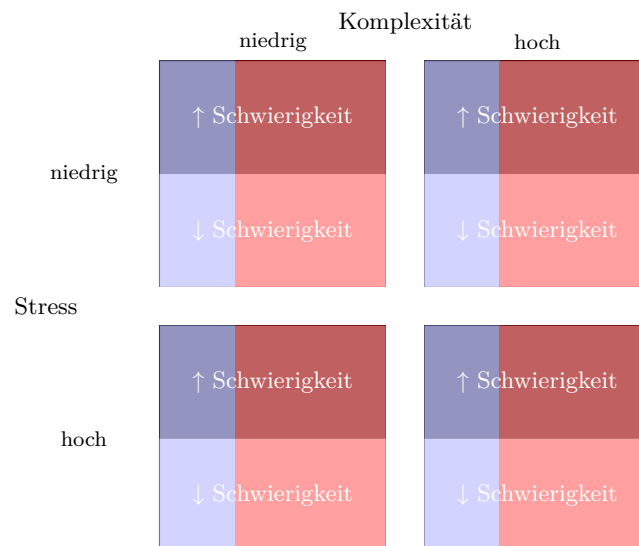 Komplexität
niedrig
hoch
↑ Schwierigkeit
↑ Schwierigkeit
niedrig
↓ Schwierigkeit
↓ Schwierigkeit
Stress
↑ Schwierigkeit
↑ Schwierigkeit
hoch
↓ Schwierigkeit
↓ Schwierigkeit